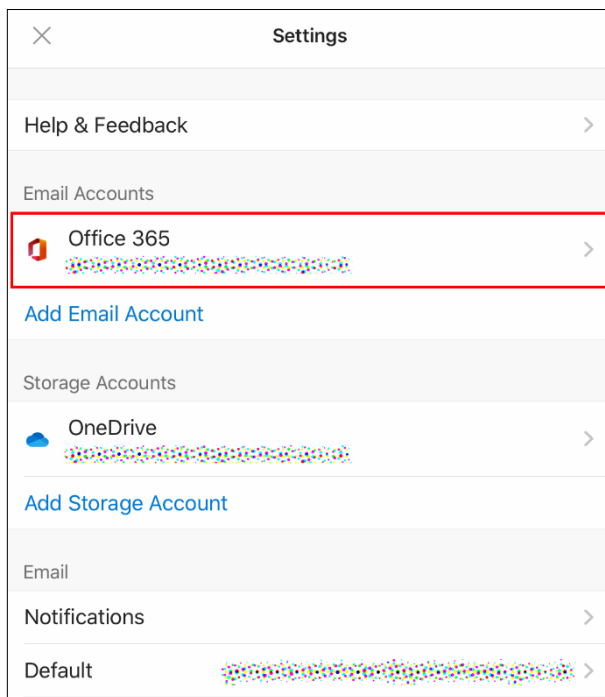 Settings
Help & Feedback
Email Accounts
Office 365
Add Email Account
Storage Accounts
OneDrive
Add Storage Account
Email
Notifications
Default